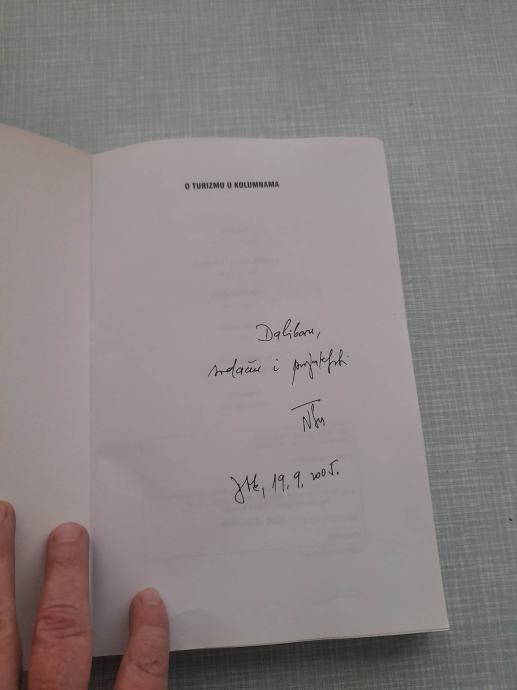 O TURIZMU U KOLUMNAMA
Daliboru,
srdačno i prijateljski
19. 9. 2005.